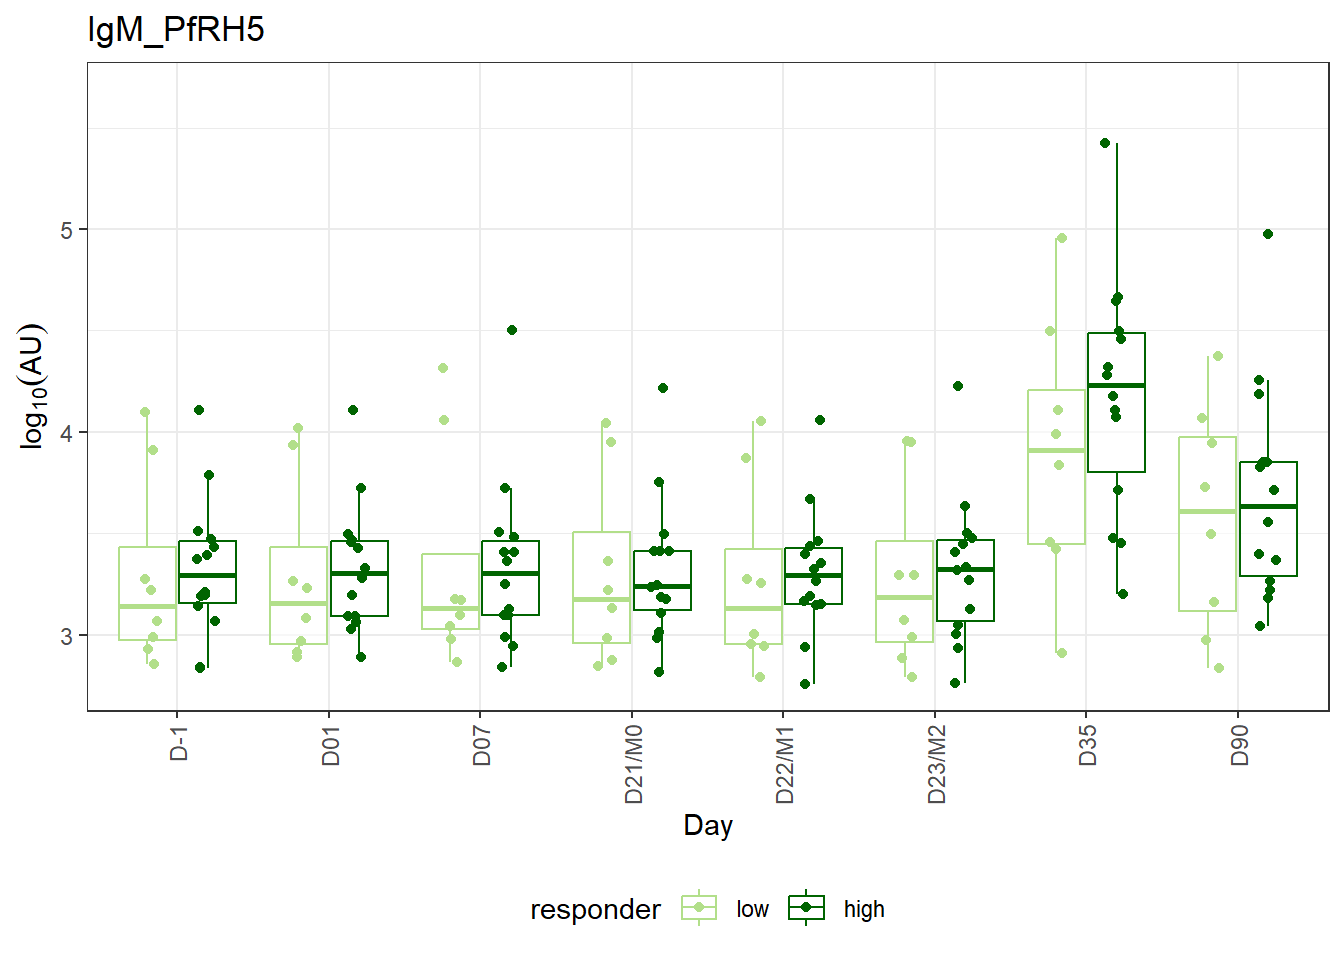 IgM_PfRH5
log10(AU)
5
4
3
D-1
D01
D07
D21/M0
D22/M1
D23/M2
D35
D90
Day
responder low high